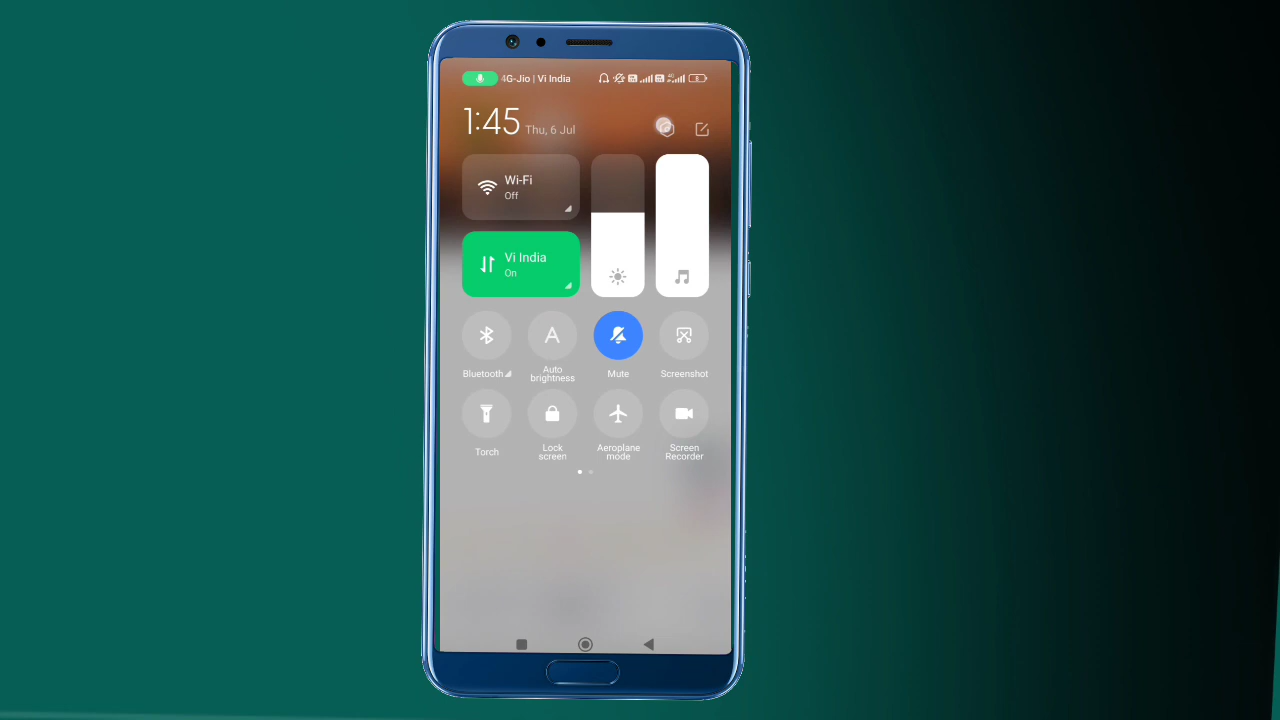 4G-Jio | Vi India
1:45 Thu, 6 Jul
Wi-Fi
Off
Vi India
On
Bluetooth
Auto
brightness
Mute
Screenshot
Torch
Lock
screen
Aeroplane
mode
Screen
Recorder